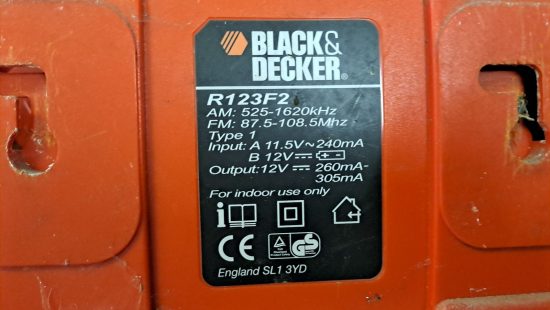 BLACK&
DECKER®
R123F2
AM: 525-1620kHz
FM: 87.5-108.5Mhz
Type 1
Input: A 11.5V~240mA
B 12V⎓
Output:12V ⎓ 260mA-
305mA
For indoor use only
i
CE
GS
England SL1 3YD